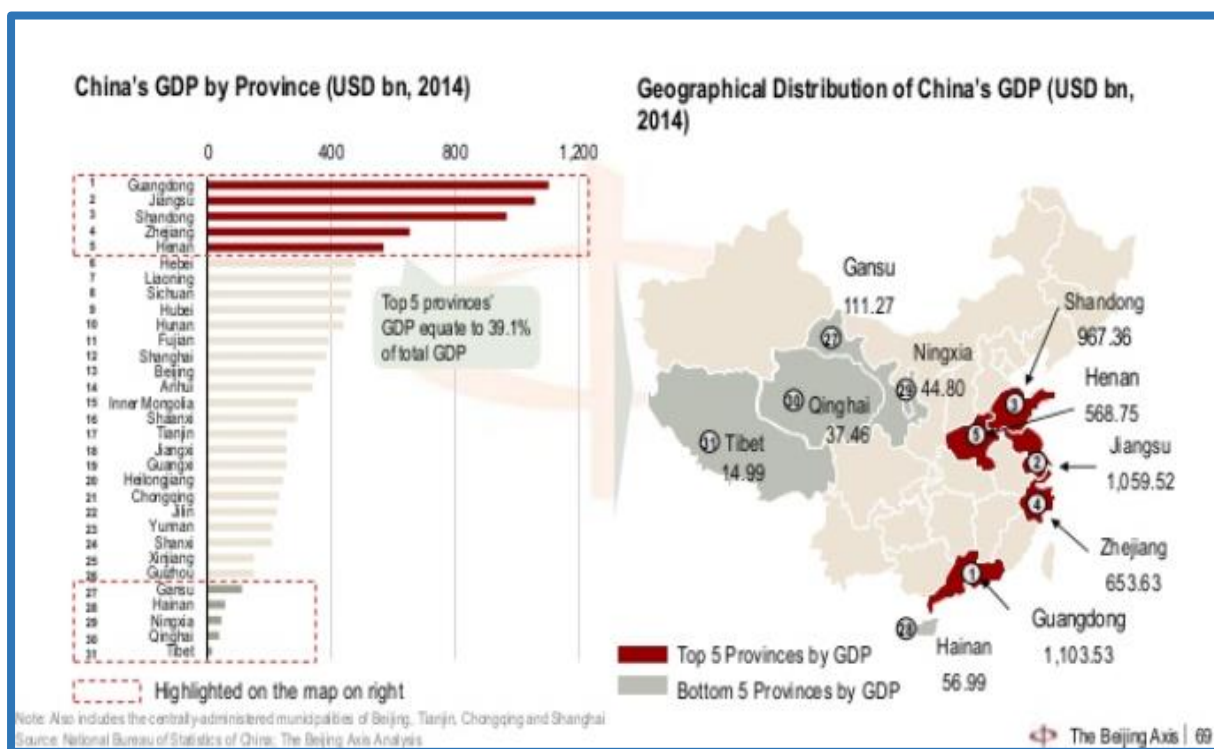 China's GDP by Province (USD bn, 2014)
0 400 800 1,200
1 Guangdong
2 Jiangsu
3 Shandong
4 Zhejiang
5 Henan
6 Hebei
7 Liaoning
8 Sichuan
9 Hubei
10 Hunan
11 Fujian
12 Shanghai
13 Beijing
14 Anhui
15 Inner Mongolia
16 Shaanxi
17 Tianjin
18 Jiangxi
19 Guangxi
20 Heilongjiang
21 Chongqing
22 Jilin
23 Yunnan
24 Shanxi
25 Xinjiang
26 Guizhou
27 Gansu
28 Hainan
29 Ningxia
30 Qinghai
31 Tibet
Top 5 provinces'
GDP equate to 39.1%
of total GDP
Highlighted on the map on right
Geographical Distribution of China's GDP (USD bn,
2014)
Gansu
111.27
27
Ningxia
44.80
29
30
Qinghai
37.46
31
Tibet
14.99
Shandong
967.36
3
Henan
568.75
5
Jiangsu
1,059.52
2
Zhejiang
653.63
4
Guangdong
1,103.53
1
Hainan
56.99
28
Top 5 Provinces by GDP
Bottom 5 Provinces by GDP
Note: Also includes the centrally-administered municipalities of Beijing, Tianjin, Chongqing and Shanghai
Source: National Bureau of Statistics of China; The Beijing Axis Analysis
The Beijing Axis | 69